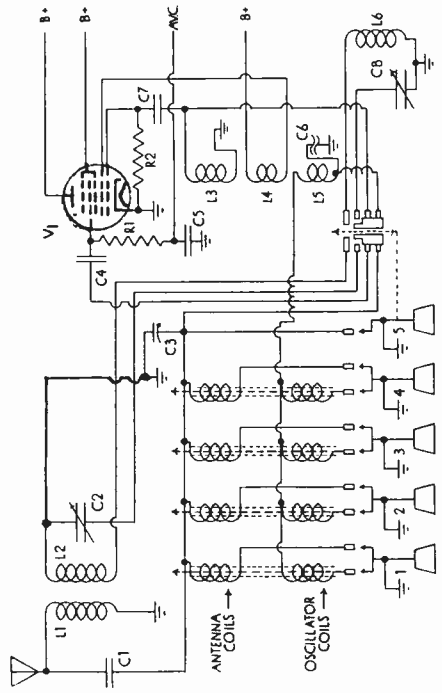 B+
B+
AVC
B+
V1
R1
R2
C7
C4
C5
L3
L4
C6
L5
L6
C8
C3
C2
L2
L1
C1
A
A
A
A
A
ANTENNA
COILS
OSCILLATOR
COILS
1
2
3
4
5